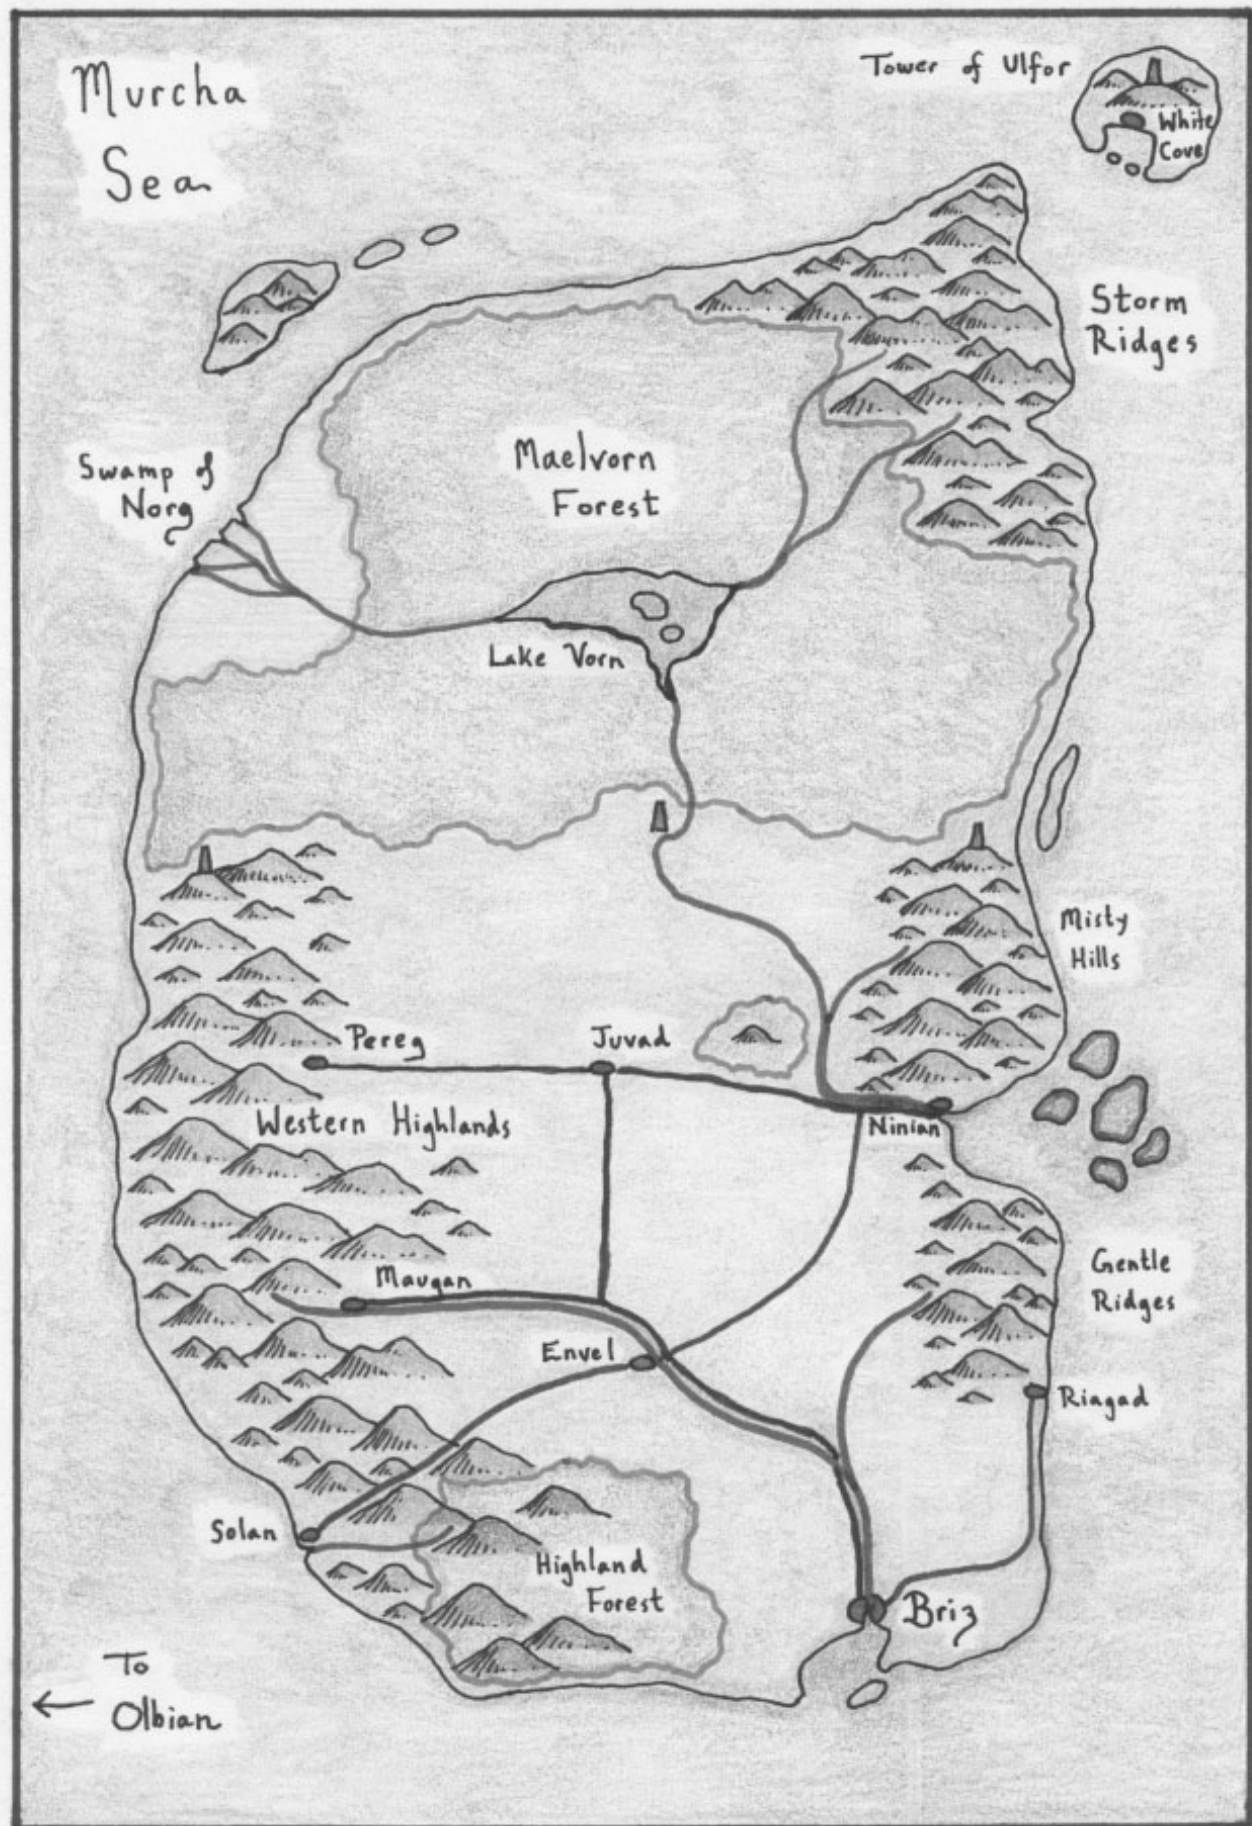 Murcha
Sea
Tower of Ulfor
White
Cove
Storm
Ridges
Maelvorn
Forest
Swamp of
Norg
Lake Vorn
Misty
Hills
Pereg
Juvad
Western Highlands
Ninian
Maugan
Gentle
Ridges
Envel
Riagad
Solan
Highland
Forest
Briz
To
Olbian